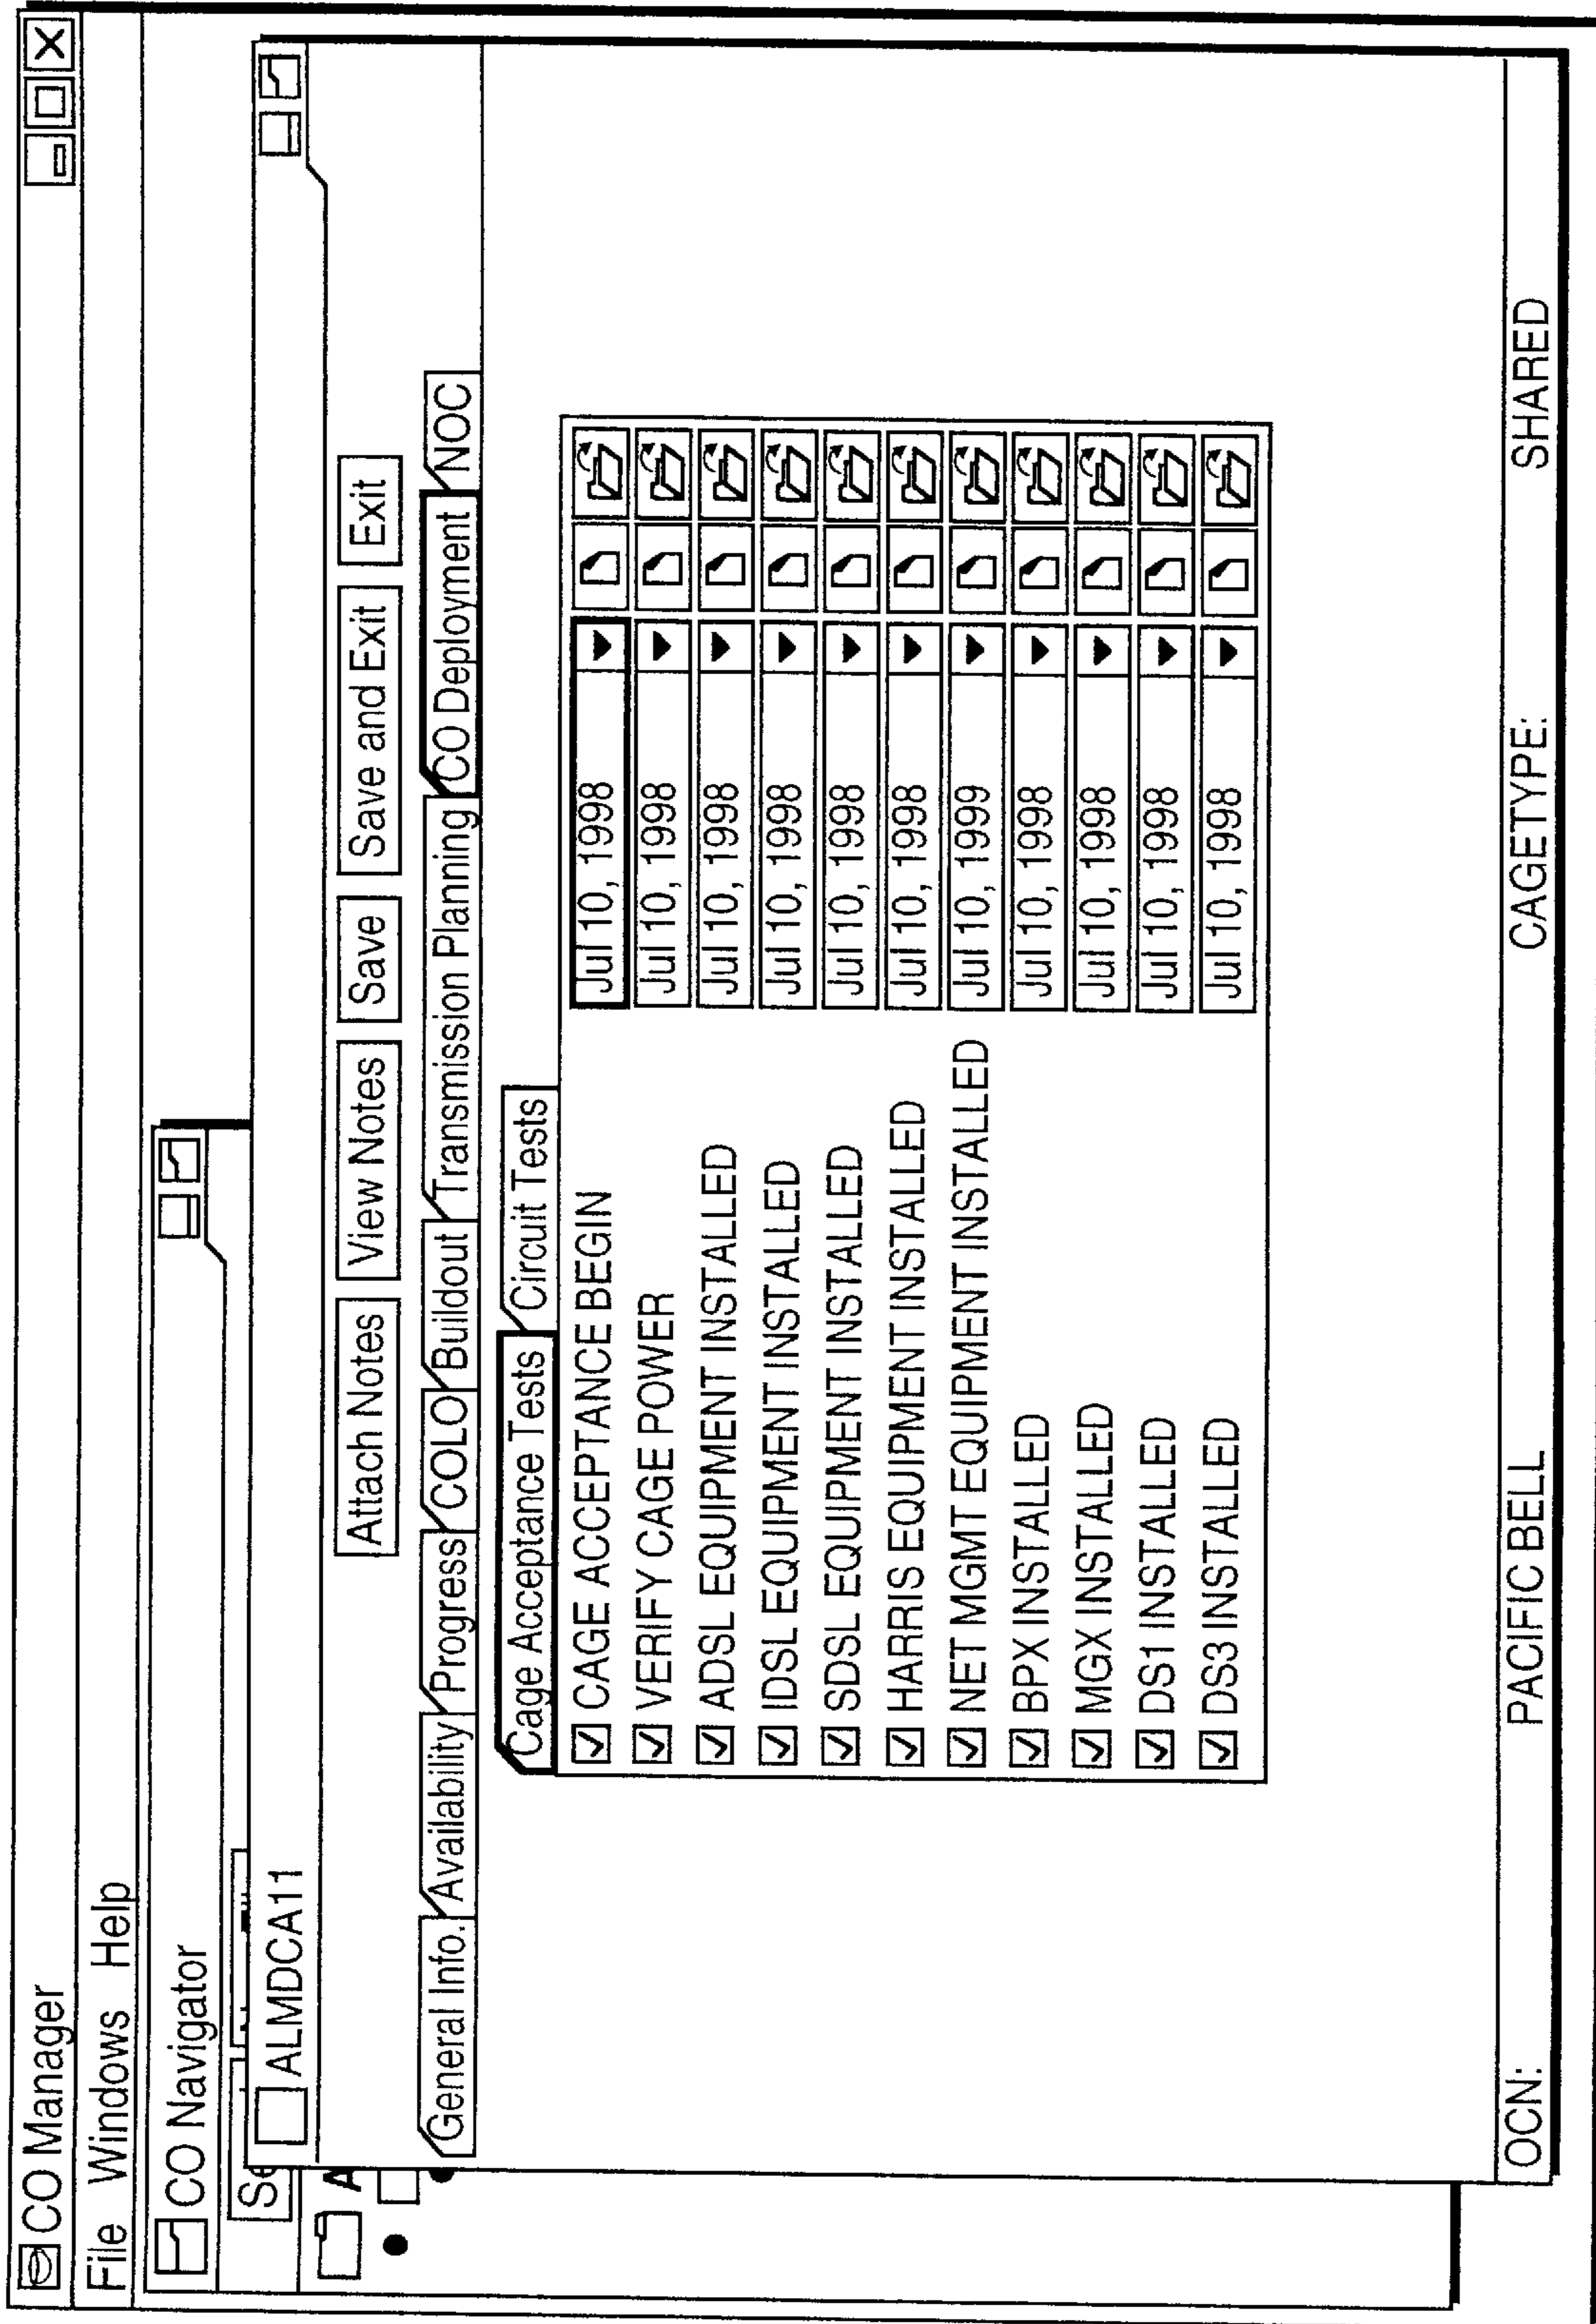 CO Manager
File Windows Help
CO Navigator
Se
ALMDCA11
A
Attach Notes View Notes Save Save and Exit Exit
General Info. Availability Progress COLO Buildout Transmission Planning CO Deployment NOC
Cage Acceptance Tests Circuit Tests
CAGE ACCEPTANCE BEGIN Jul 10, 1998
VERIFY CAGE POWER Jul 10, 1998
ADSL EQUIPMENT INSTALLED Jul 10, 1998
IDSL EQUIPMENT INSTALLED Jul 10, 1998
SDSL EQUIPMENT INSTALLED Jul 10, 1998
HARRIS EQUIPMENT INSTALLED Jul 10, 1998
NET MGMT EQUIPMENT INSTALLED Jul 10, 1999
BPX INSTALLED Jul 10, 1998
MGX INSTALLED Jul 10, 1998
DS1 INSTALLED Jul 10, 1998
DS3 INSTALLED Jul 10, 1998
OCN: PACIFIC BELL CAGETYPE: SHARED